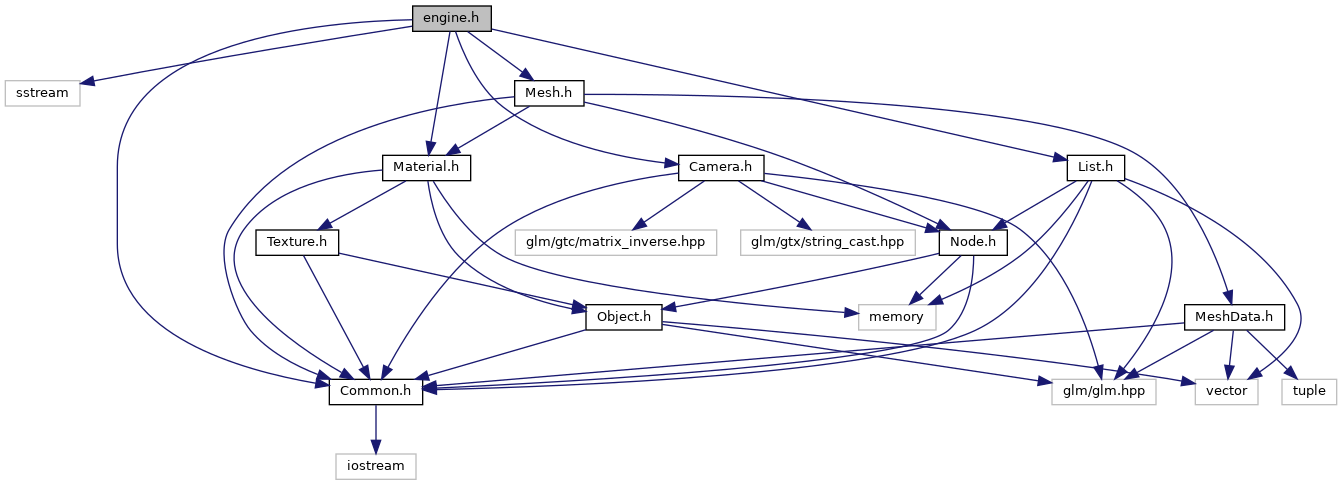 engine.h
sstream
Mesh.h
Material.h
Camera.h
List.h
Texture.h
glm/gtc/matrix_inverse.hpp
glm/gtx/string_cast.hpp
Node.h
Object.h
memory
MeshData.h
Common.h
glm/glm.hpp
vector
tuple
iostream